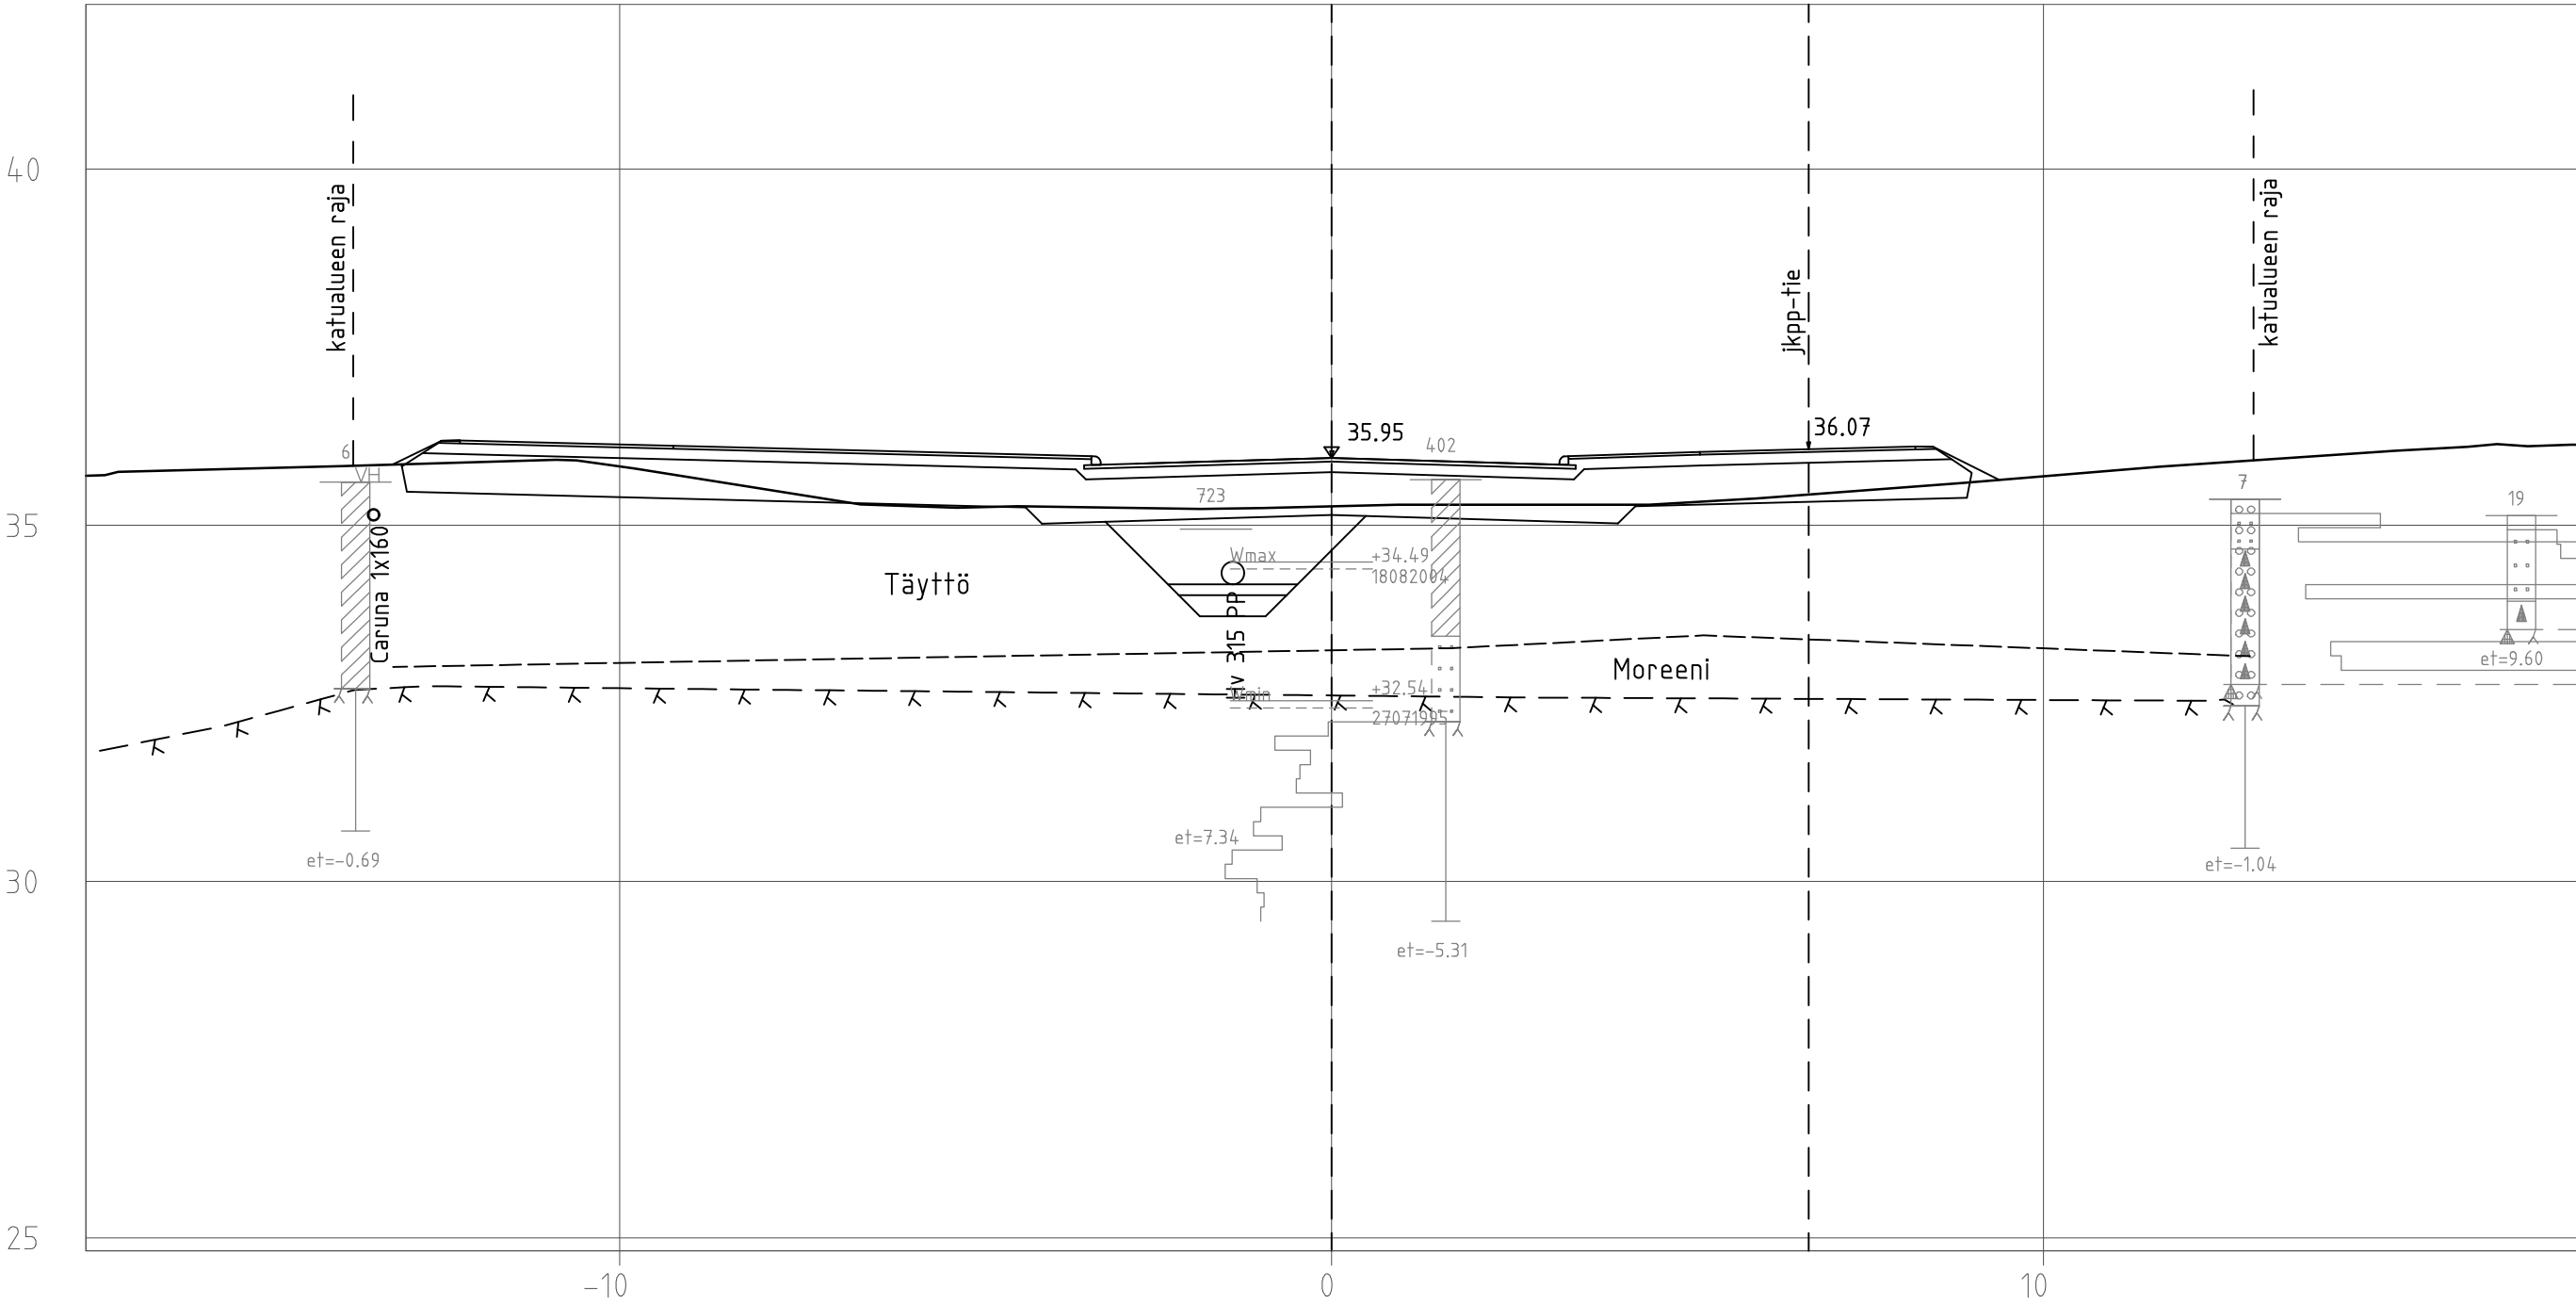 40
35
30
25
-10
0
10
katualueen raja
jkpp-tie
katualueen raja
35.95
36.07
6
VH
402
7
19
723
Caruna 1x160
Täyttö
Wmax
+34.49
18082004
Moreeni
Wmin
+32.54
27071995
et=9.60
et=-0.69
et=7.34
et=-5.31
et=-1.04